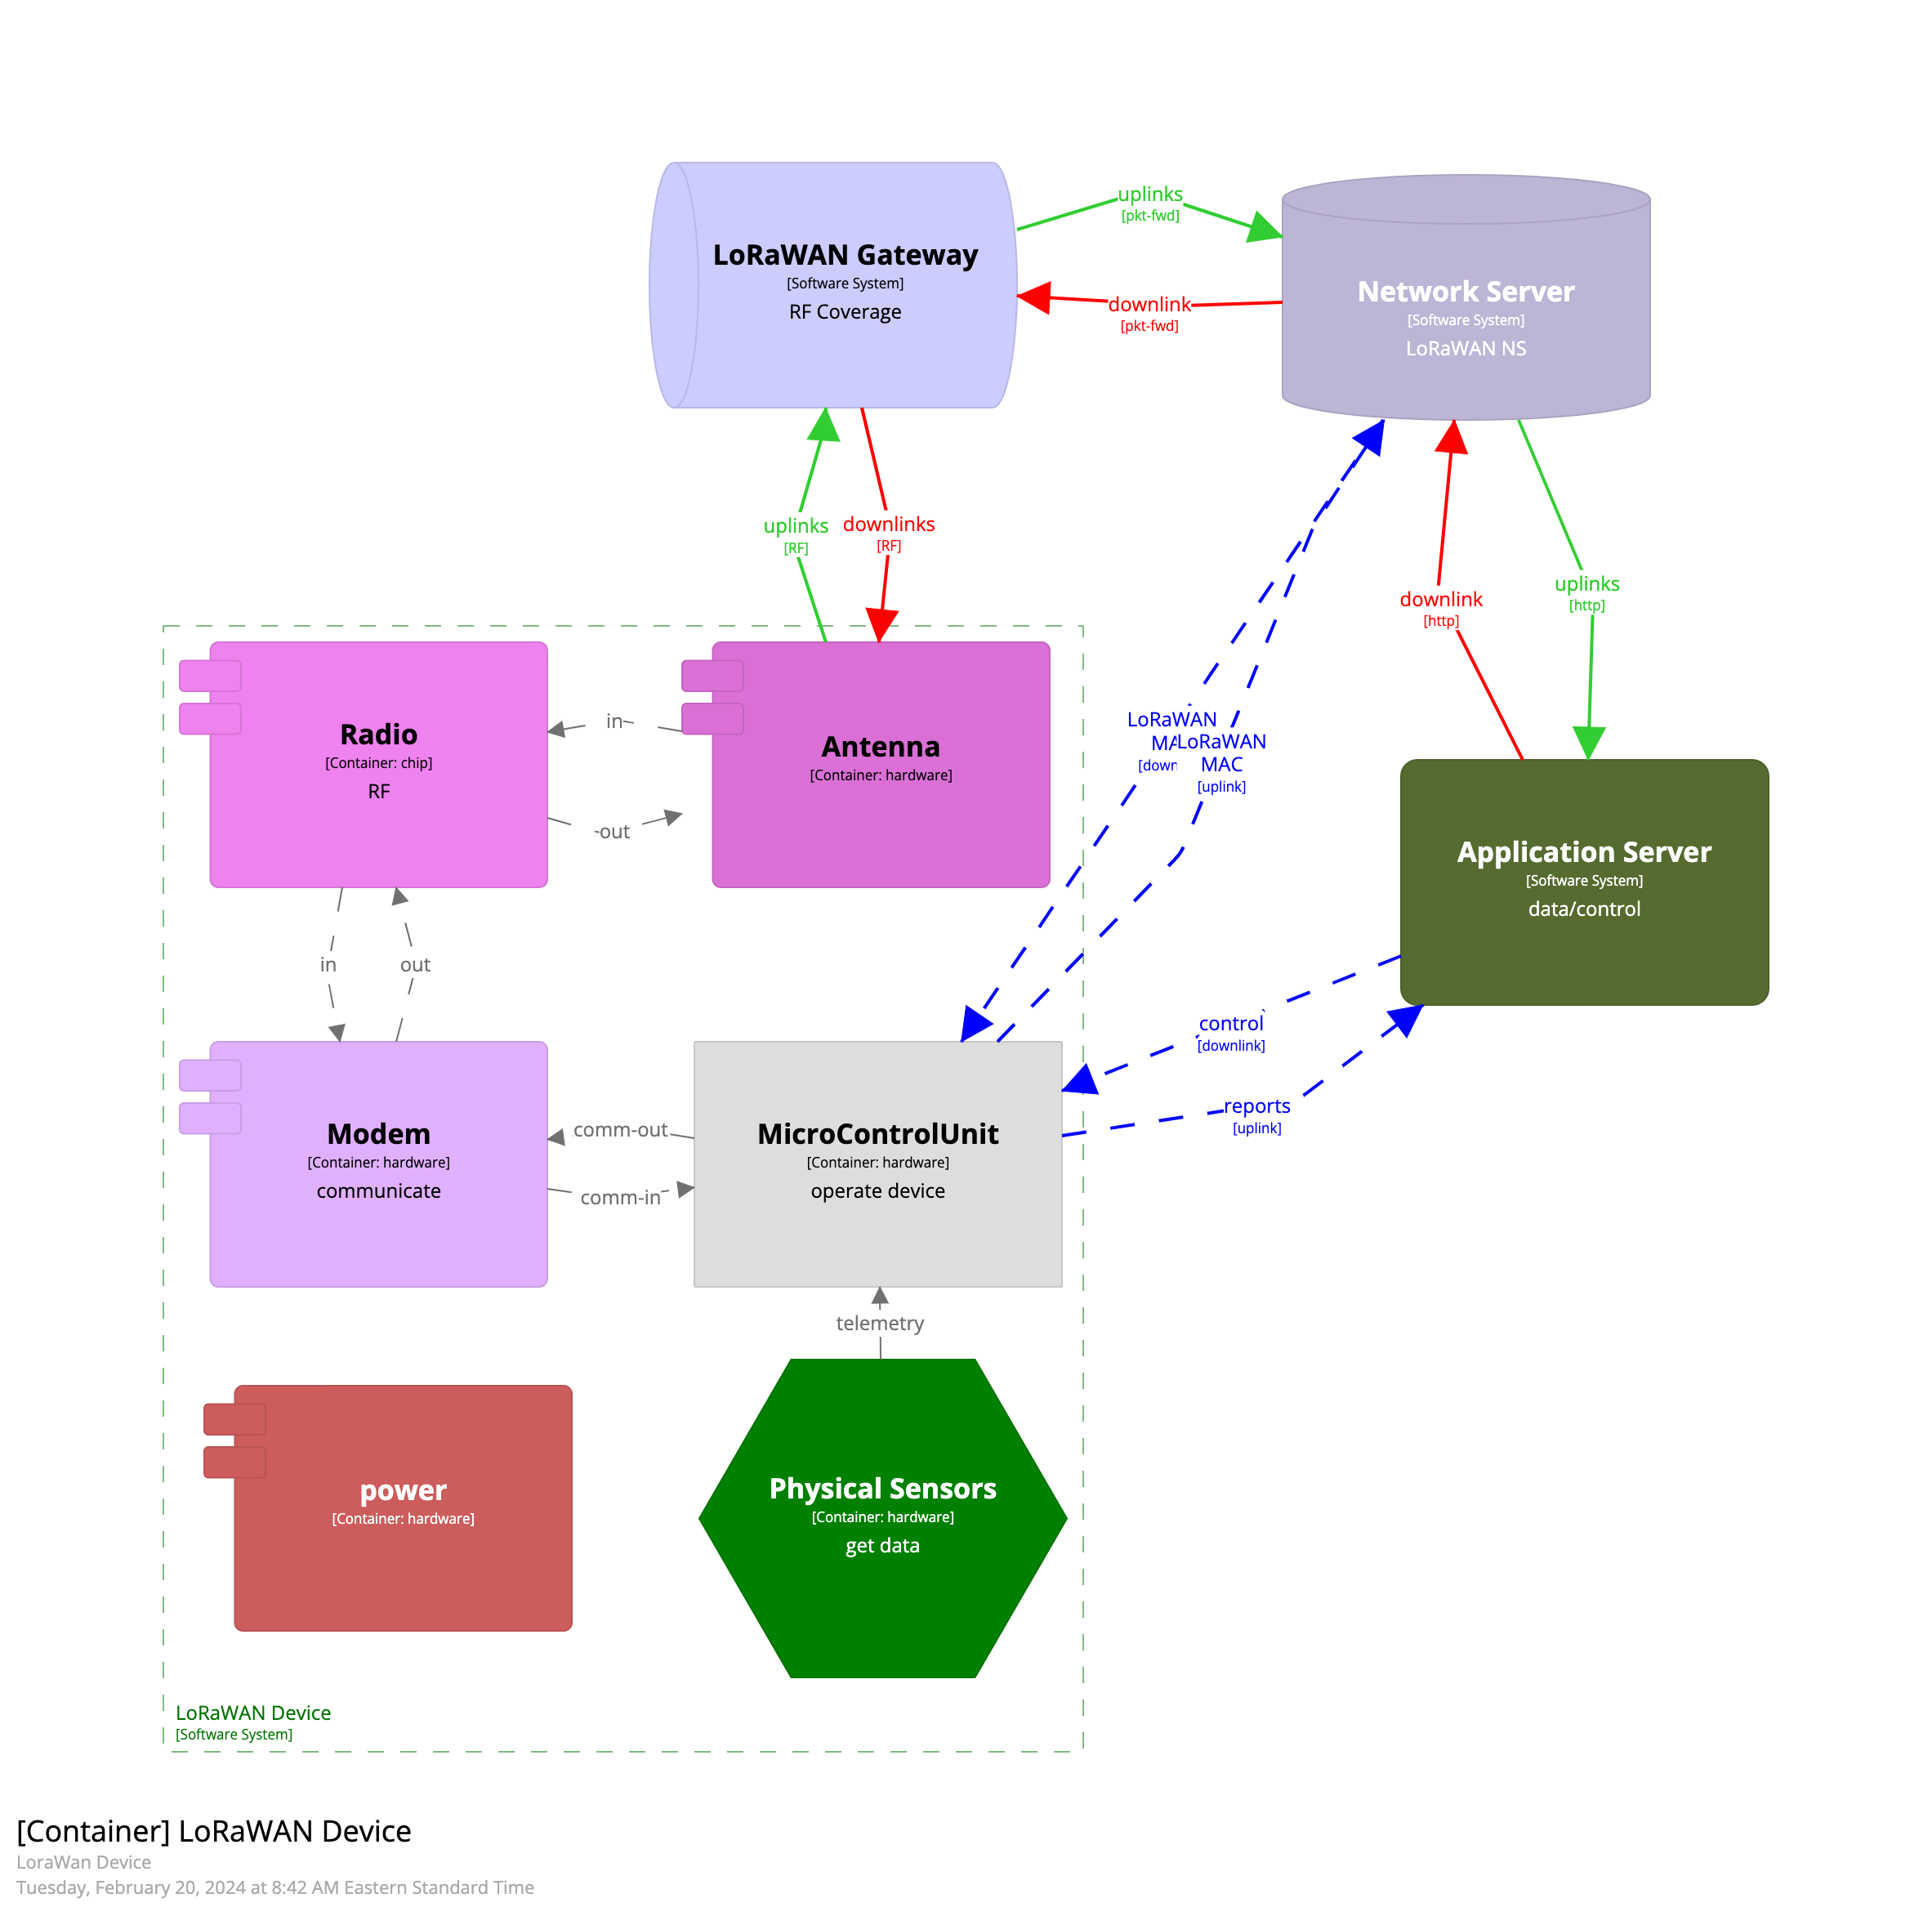 LoRaWAN Gateway
[Software System]
RF Coverage
uplinks
[pkt-fwd]
downlink
[pkt-fwd]
Network Server
[Software System]
LoRaWAN NS
uplinks
[RF]
downlinks
[RF]
downlink
[http]
uplinks
[http]
Radio
[Container: chip]
RF
in
out
Antenna
[Container: hardware]
LoRaWAN
LoRaWAN
MAC
[uplink]
Application Server
[Software System]
data/control
in
out
control
[downlink]
reports
[uplink]
Modem
[Container: hardware]
communicate
comm-out
comm-in
MicroControlUnit
[Container: hardware]
operate device
telemetry
power
[Container: hardware]
Physical Sensors
[Container: hardware]
get data
LoRaWAN Device
[Software System]
[Container] LoRaWAN Device
LoraWan Device
Tuesday, February 20, 2024 at 8:42 AM Eastern Standard Time